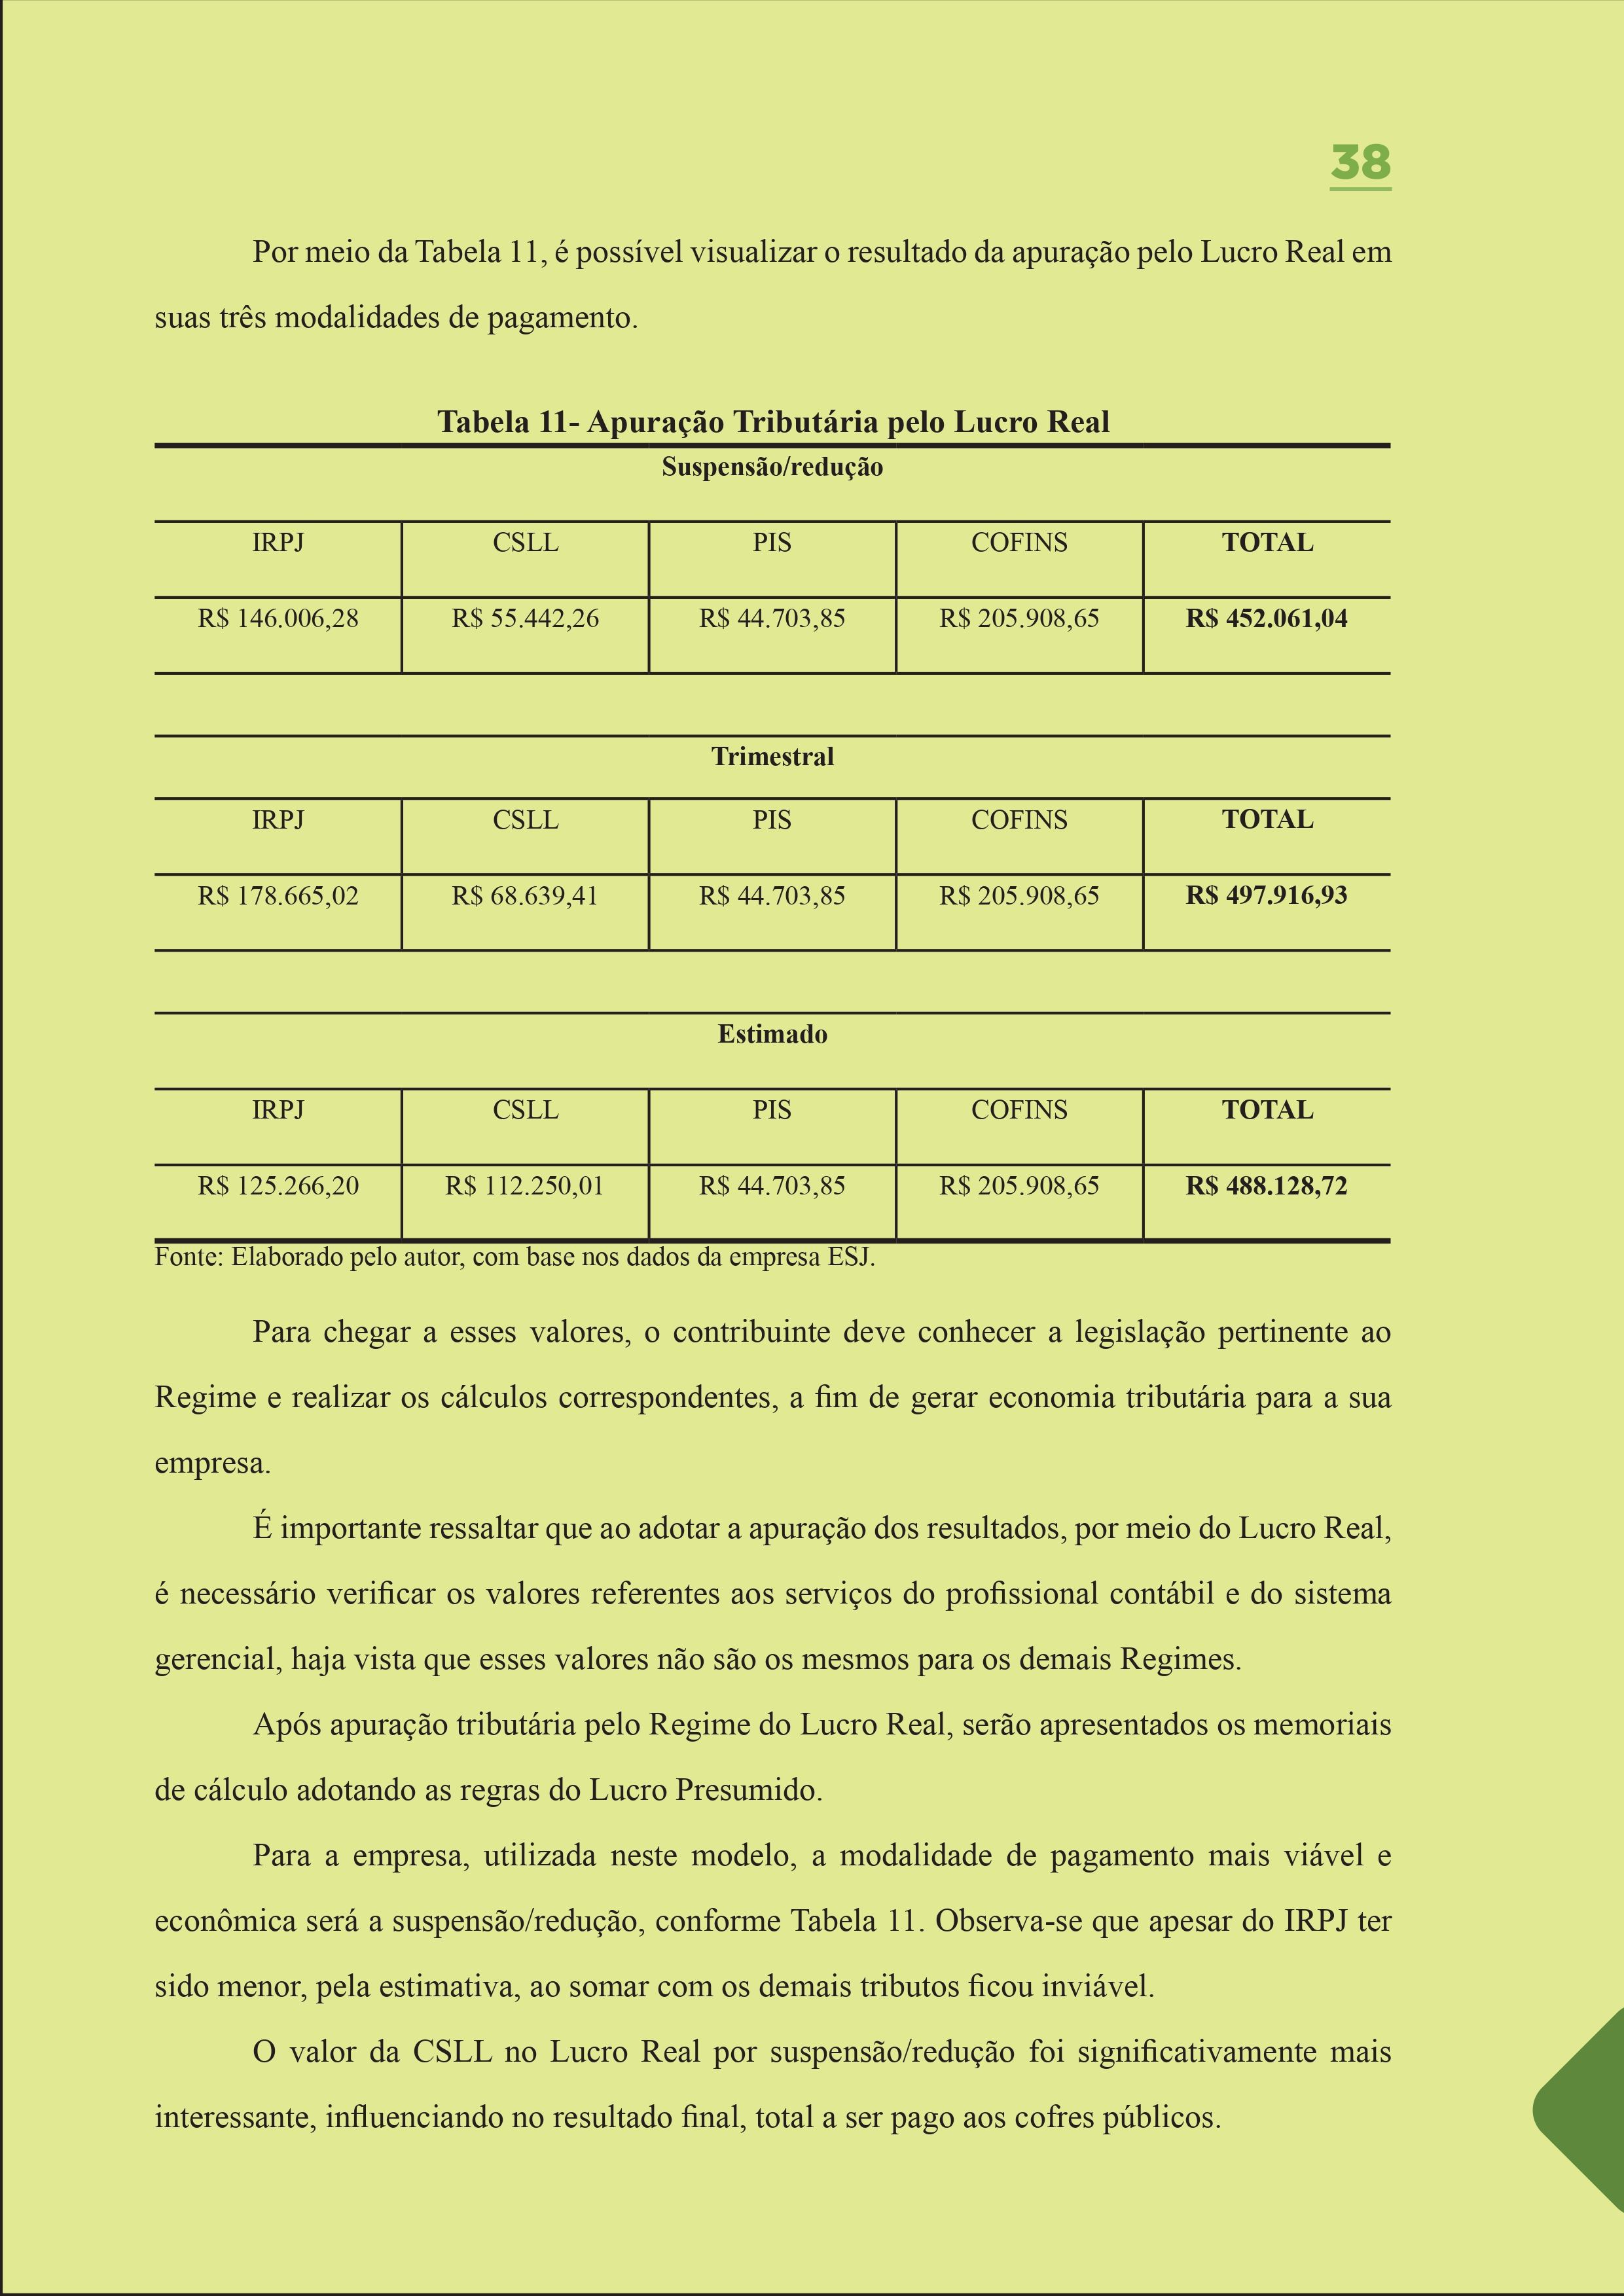 38
Por meio da Tabela 11, é possível visualizar o resultado da apuração pelo Lucro Real em
suas três modalidades de pagamento.
Tabela 11- Apuração Tributária pelo Lucro Real
Suspensão/redução
IRPJ CSLL PIS COFINS TOTAL
R$ 146.006,28 R$ 55.442,26 R$ 44.703,85 R$ 205.908,65 R$ 452.061,04
Trimestral
IRPJ CSLL PIS COFINS TOTAL
R$ 178.665,02 R$ 68.639,41 R$ 44.703,85 R$ 205.908,65 R$ 497.916,93
Estimado
IRPJ CSLL PIS COFINS TOTAL
R$ 125.266,20 R$ 112.250,01 R$ 44.703,85 R$ 205.908,65 R$ 488.128,72
Fonte: Elaborado pelo autor, com base nos dados da empresa ESJ.
Para chegar a esses valores, o contribuinte deve conhecer a legislação pertinente ao
Regime e realizar os cálculos correspondentes, a fim de gerar economia tributária para a sua
empresa.
É importante ressaltar que ao adotar a apuração dos resultados, por meio do Lucro Real,
é necessário verificar os valores referentes aos serviços do profissional contábil e do sistema
gerencial, haja vista que esses valores não são os mesmos para os demais Regimes.
Após apuração tributária pelo Regime do Lucro Real, serão apresentados os memoriais
de cálculo adotando as regras do Lucro Presumido.
Para a empresa, utilizada neste modelo, a modalidade de pagamento mais viável e
econômica será a suspensão/redução, conforme Tabela 11. Observa-se que apesar do IRPJ ter
sido menor, pela estimativa, ao somar com os demais tributos ficou inviável.
O valor da CSLL no Lucro Real por suspensão/redução foi significativamente mais
interessante, influenciando no resultado final, total a ser pago aos cofres públicos.